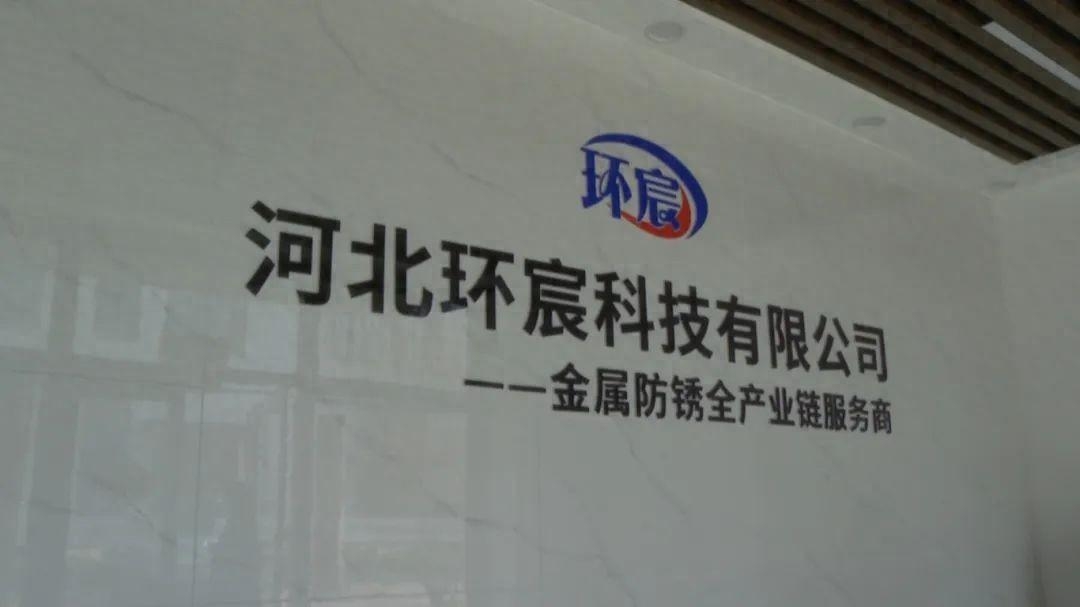 环宸
河北环宸科技有限公司
——金属防锈全产业链服务商